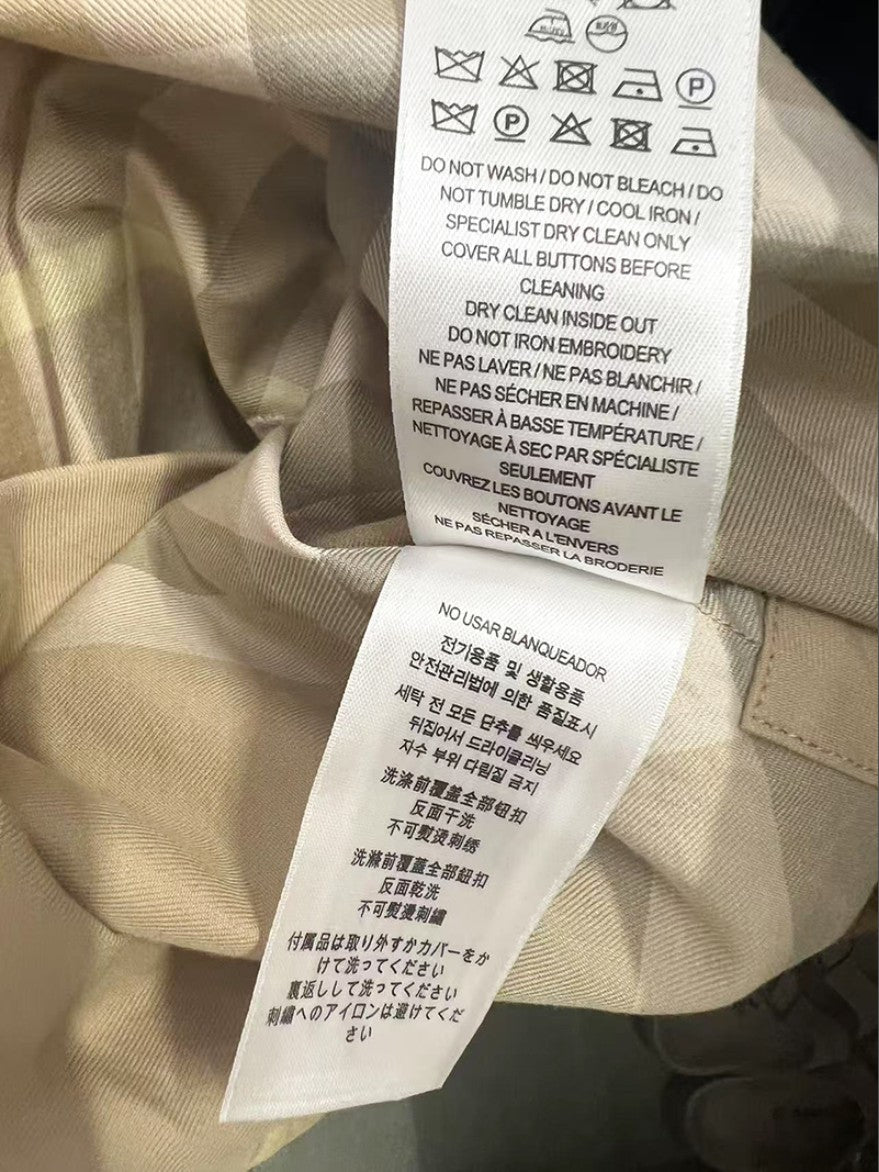 DO NOT WASH / DO NOT BLEACH / DO
NOT TUMBLE DRY / COOL IRON /
SPECIALIST DRY CLEAN ONLY
COVER ALL BUTTONS BEFORE
CLEANING
DRY CLEAN INSIDE OUT
DO NOT IRON EMBROIDERY
NE PAS LAVER / NE PAS BLANCHIR /
NE PAS SÉCHER EN MACHINE /
REPASSER À BASSE TEMPÉRATURE /
NETTOYAGE À SEC PAR SPÉCIALISTE
SEULEMENT
COUVREZ LES BOUTONS AVANT LE
NETTOYAGE
SÉCHER A L'ENVERS
NE PAS REPASSER LA BRODERIE
NO USAR BLANQUEADOR
전기용품 및 생활용품
안전관리법에 의한 품질표시
세탁 전 모든 단추를 씌우세요
뒤집어서 드라이클리닝
자수 부위 다림질 금지
洗涤前覆蓋全部鈕扣
反面干洗
不可熨烫刺绣
洗滌前覆蓋全部鈕扣
反面乾洗
不可熨燙刺繡
付属品は取り外すかカバーをか
けて洗ってください
裏返しして洗ってください
刺繍へのアイロンは避けてくだ
さい